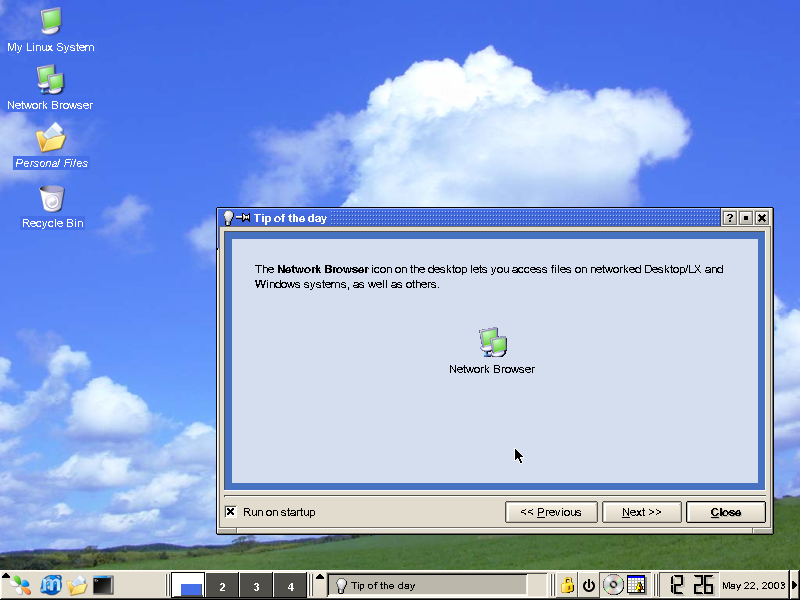 My Linux System
Network Browser
Personal Files
Recycle Bin
Tip of the day
The Network Browser icon on the desktop lets you access files on networked Desktop/LX and
Windows systems, as well as others.
Network Browser
Run on startup
<< Previous
Next >>
Close
2
3
4
Tip of the day
12 26
May 22, 2003